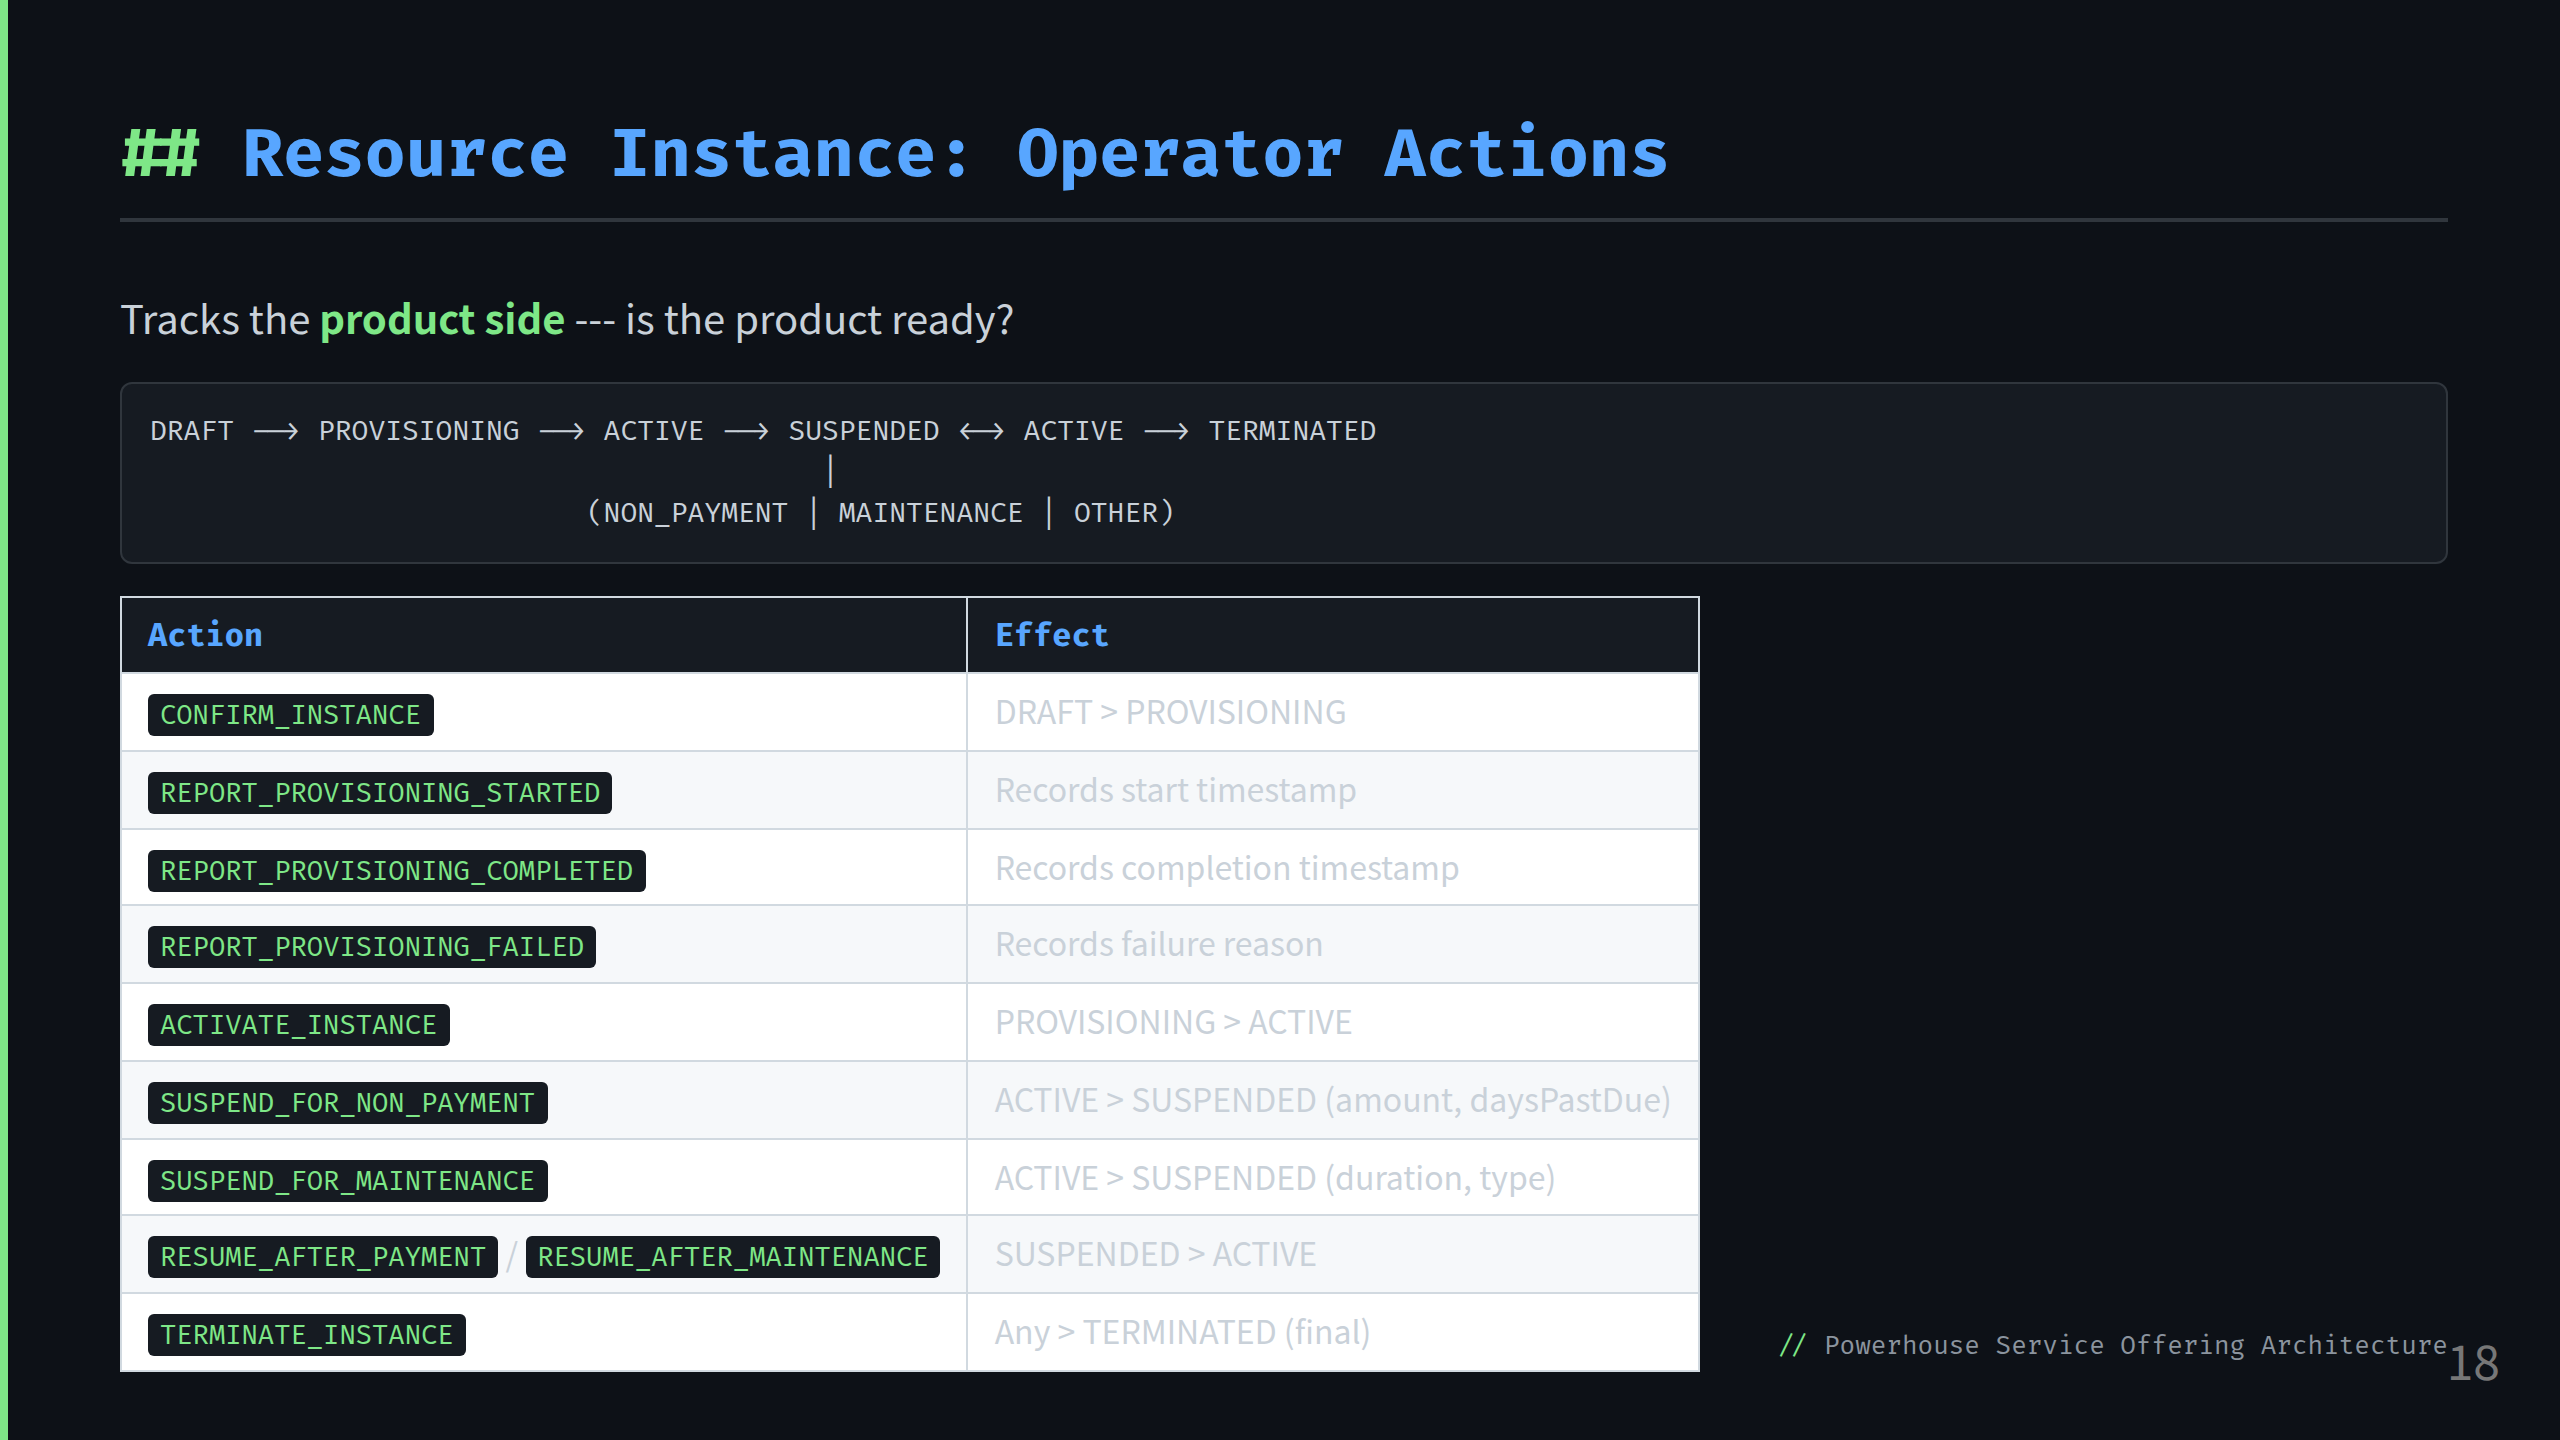 ## Resource Instance: Operator Actions
Tracks the product side --- is the product ready?
DRAFT ⟶ PROVISIONING ⟶ ACTIVE ⟶ SUSPENDED ⟷ ACTIVE ⟶ TERMINATED
|
(NON_PAYMENT | MAINTENANCE | OTHER)
Action Effect
CONFIRM_INSTANCE DRAFT > PROVISIONING
REPORT_PROVISIONING_STARTED Records start timestamp
REPORT_PROVISIONING_COMPLETED Records completion timestamp
REPORT_PROVISIONING_FAILED Records failure reason
ACTIVATE_INSTANCE PROVISIONING > ACTIVE
SUSPEND_FOR_NON_PAYMENT ACTIVE > SUSPENDED (amount, daysPastDue)
SUSPEND_FOR_MAINTENANCE ACTIVE > SUSPENDED (duration, type)
RESUME_AFTER_PAYMENT / RESUME_AFTER_MAINTENANCE SUSPENDED > ACTIVE
TERMINATE_INSTANCE Any > TERMINATED (final)
// Powerhouse Service Offering Architecture
18